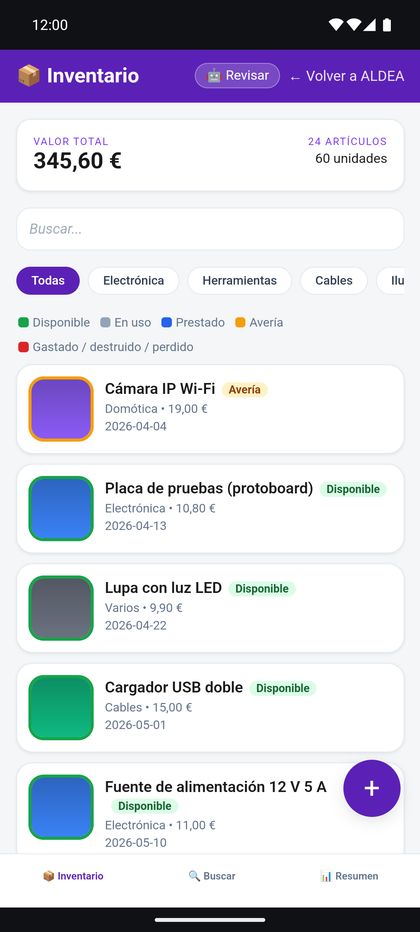 12:00
📦 Inventario
🤖 Revisar
← Volver a ALDEA
VALOR TOTAL
345,60 €
24 ARTÍCULOS
60 unidades
Buscar...
Todas
Electrónica
Herramientas
Cables
Ilu
Disponible
En uso
Prestado
Avería
Gastado / destruido / perdido
Cámara IP Wi-Fi
Avería
Domótica • 19,00 €
2026-04-04
Placa de pruebas (protoboard)
Disponible
Electrónica • 10,80 €
2026-04-13
Lupa con luz LED
Disponible
Varios • 9,90 €
2026-04-22
Cargador USB doble
Disponible
Cables • 15,00 €
2026-05-01
Fuente de alimentación 12 V 5 A
Disponible
Electrónica • 11,00 €
2026-05-10
+
📦 Inventario
🔍 Buscar
📊 Resumen